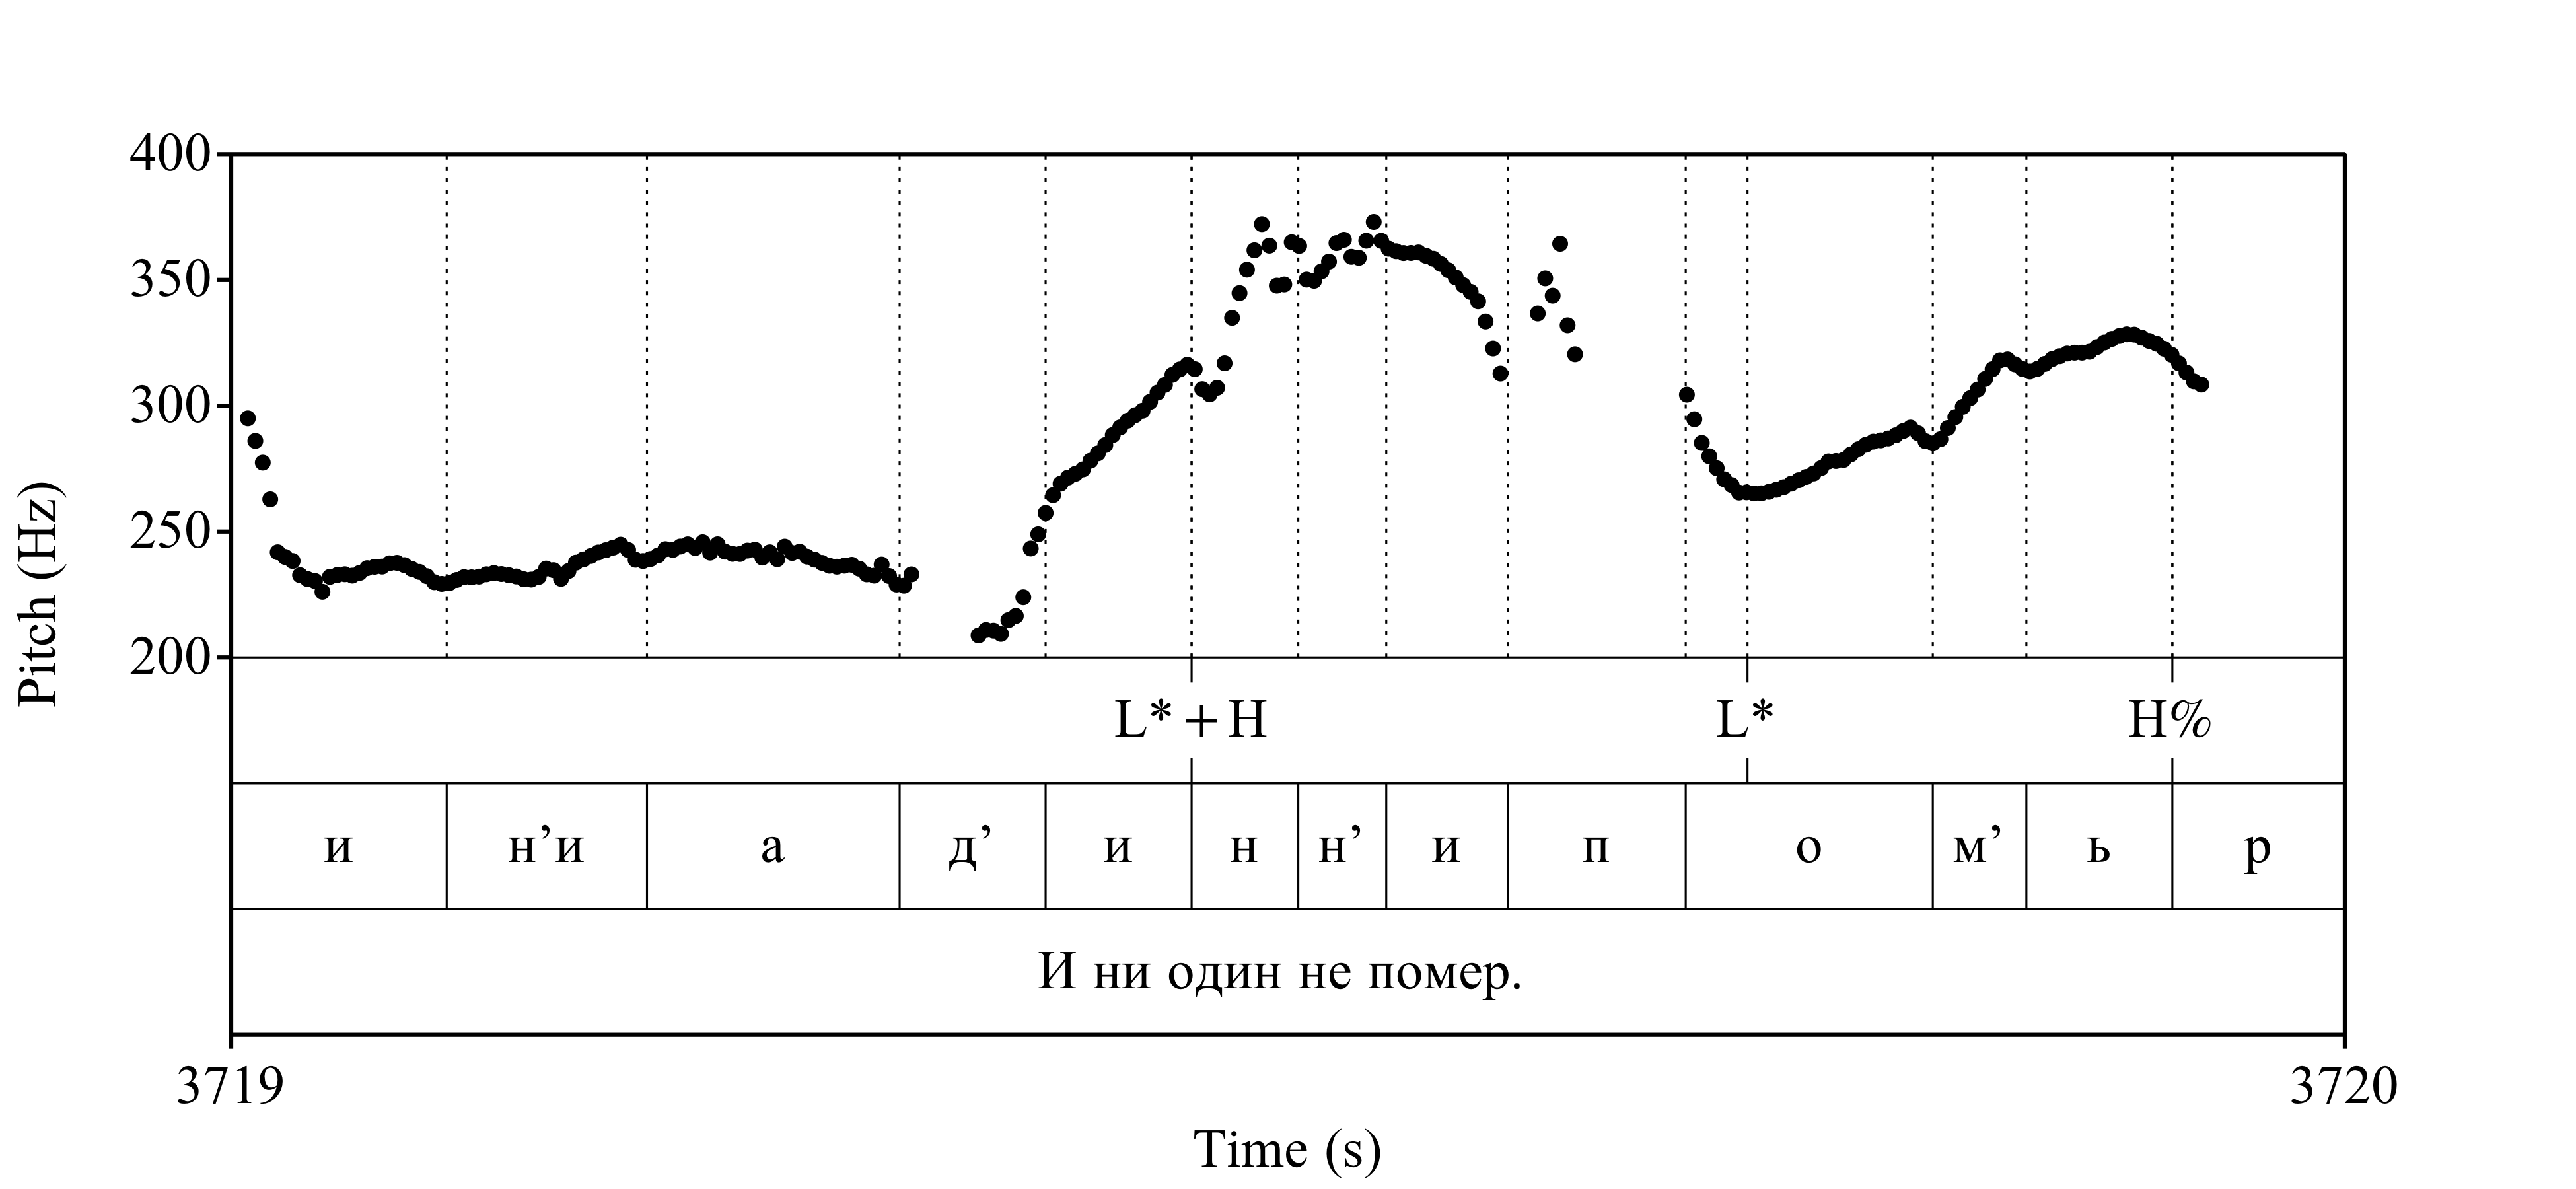 400
350
300
250
200
Pitch (Hz)
L*+H L* H%
и н’и а д’ и н н’ и п о м’ ь р
И ни один не помер.
3719 3720
Time (s)